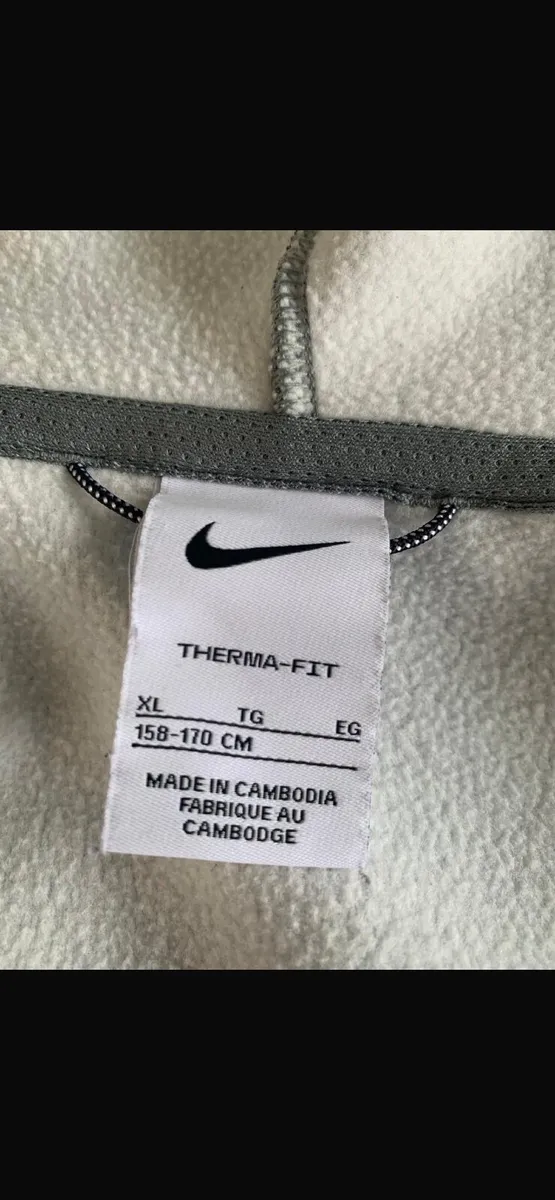 THERMA-FIT
XL TG EG
158-170 CM
MADE IN CAMBODIA
FABRIQUE AU
CAMBODGE